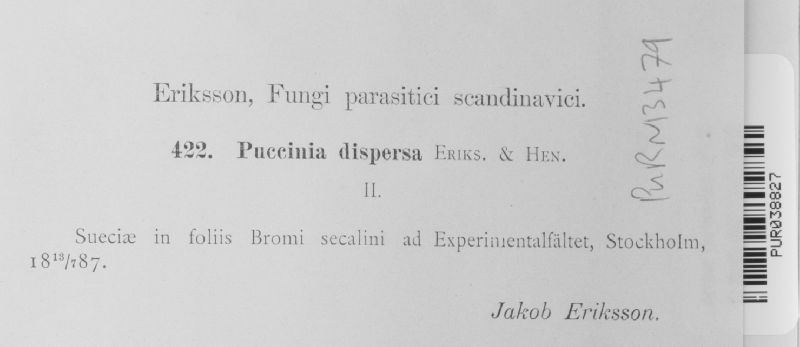 Eriksson, Fungi parasitici scandinavici.
422. Puccinia dispersa Eriks. & Hen.
II.
Sueciæ in foliis Bromi secalini ad Experimentalfältet, Stockholm,
18¹³/₇87.
Jakob Eriksson.
PURM3479
PUR038827